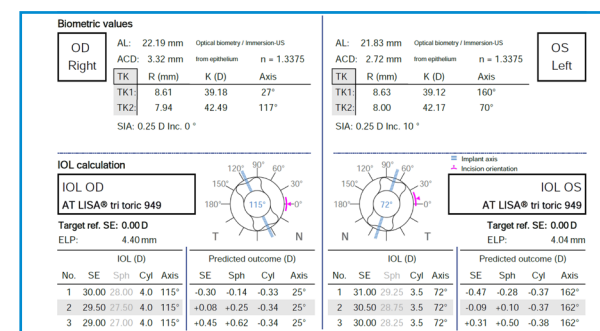 Biometric values
OD
Right
AL: 22.19 mm Optical biometry / Immersion-US
ACD: 3.32 mm from epithelium n = 1.3375
TK R (mm) K (D) Axis
TK1: 8.61 39.18 27°
TK2: 7.94 42.49 117°
SIA: 0.25 D Inc. 0 °
AL: 21.83 mm Optical biometry / Immersion-US
ACD: 2.72 mm from epithelium n = 1.3375
OS
Left
TK R (mm) K (D) Axis
TK1: 8.63 39.12 160°
TK2: 8.00 42.17 70°
SIA: 0.25 D Inc. 10 °
IOL calculation
IOL OD
AT LISA® tri toric 949
Target ref. SE: 0.00 D
ELP: 4.40 mm
120° 90° 60°
150° 30°
180° 115° 0°
T N
IOL (D) Predicted outcome (D)
No. SE Sph Cyl Axis SE Sph Cyl Axis
1 30.00 28.00 4.0 115° -0.30 -0.14 -0.33 25°
2 29.50 27.50 4.0 115° +0.08 +0.25 -0.34 25°
3 29.00 27.00 4.0 115° +0.45 +0.62 -0.34 25°
120° 90° 60°
150° 30°
180° 72° 0°
N T
Implant axis
Incision orientation
IOL OS
AT LISA® tri toric 949
Target ref. SE: 0.00 D
ELP: 4.04 mm
IOL (D) Predicted outcome (D)
No. SE Sph Cyl Axis SE Sph Cyl Axis
1 31.00 29.25 3.5 72° -0.47 -0.28 -0.37 162°
2 30.50 28.75 3.5 72° -0.09 +0.10 -0.37 162°
3 30.00 28.25 3.5 72° +0.31 +0.50 -0.38 162°